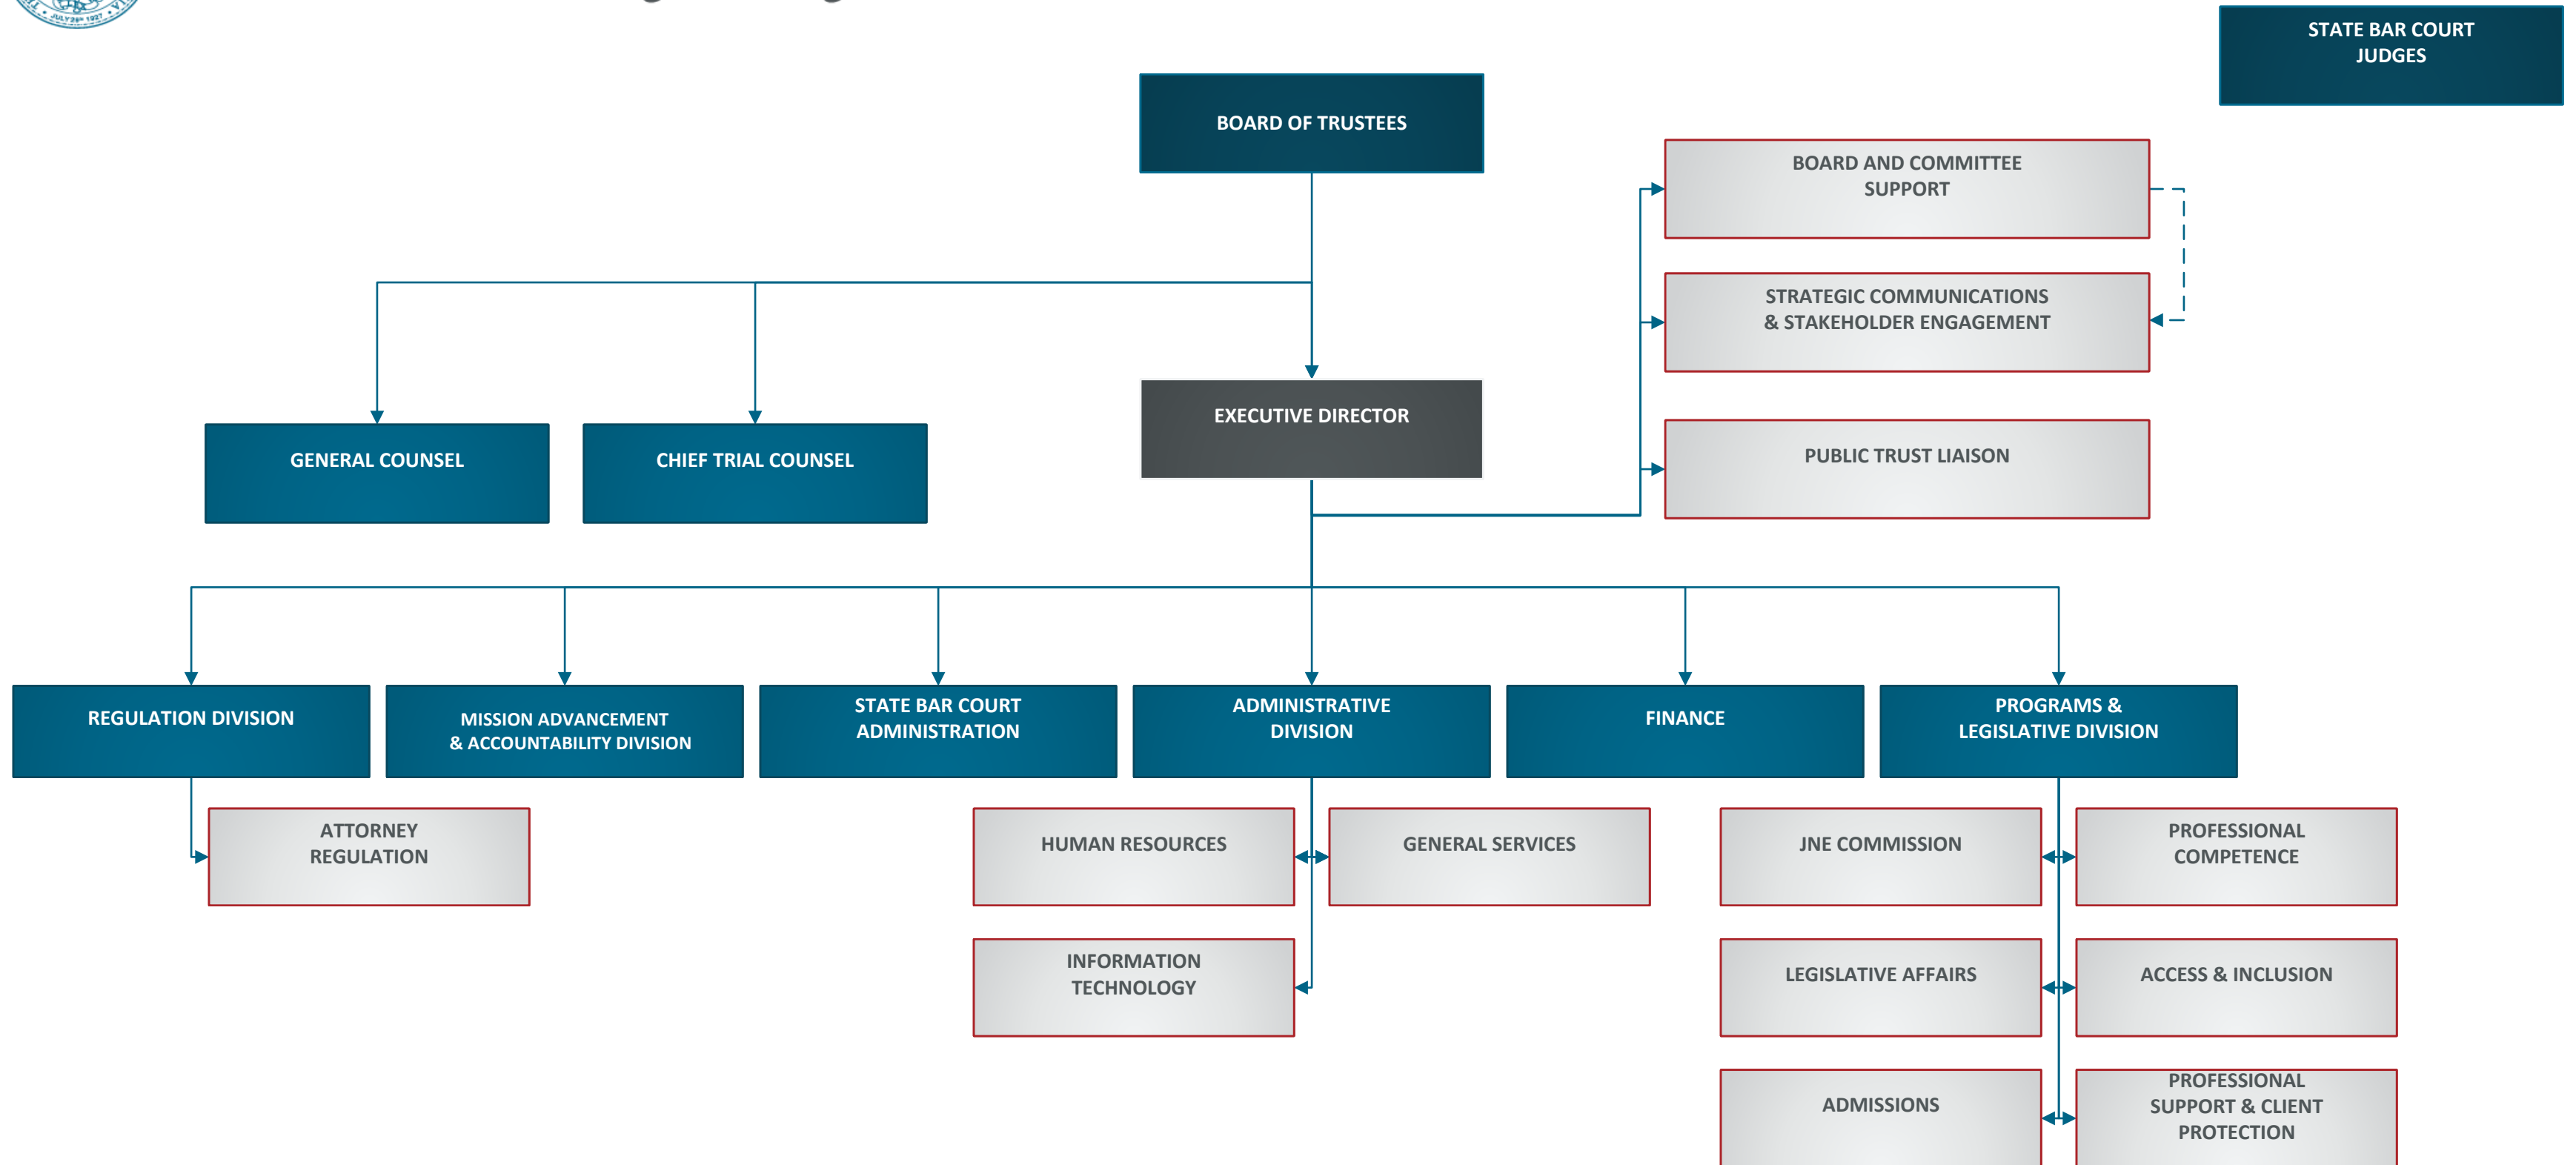 JULY 29th 1927
STATE BAR COURT
JUDGES
BOARD OF TRUSTEES
BOARD AND COMMITTEE
SUPPORT
STRATEGIC COMMUNICATIONS
& STAKEHOLDER ENGAGEMENT
EXECUTIVE DIRECTOR
PUBLIC TRUST LIAISON
GENERAL COUNSEL
CHIEF TRIAL COUNSEL
REGULATION DIVISION
MISSION ADVANCEMENT
& ACCOUNTABILITY DIVISION
STATE BAR COURT
ADMINISTRATION
ADMINISTRATIVE
DIVISION
FINANCE
PROGRAMS &
LEGISLATIVE DIVISION
ATTORNEY
REGULATION
HUMAN RESOURCES
GENERAL SERVICES
JNE COMMISSION
PROFESSIONAL
COMPETENCE
INFORMATION
TECHNOLOGY
LEGISLATIVE AFFAIRS
ACCESS & INCLUSION
ADMISSIONS
PROFESSIONAL
SUPPORT & CLIENT
PROTECTION